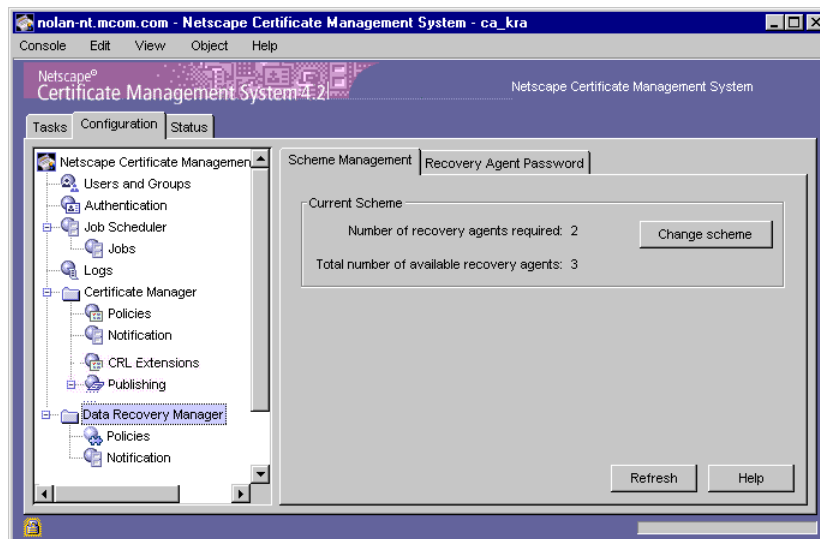 nolan-nt.mcom.com - Netscape Certificate Management System - ca_kra
Console Edit View Object Help
Netscape®
Certificate Management System 4.2
Netscape Certificate Management System
Tasks Configuration Status
Netscape Certificate Managemen
Users and Groups
Authentication
Job Scheduler
Jobs
Logs
Certificate Manager
Policies
Notification
CRL Extensions
Publishing
Data Recovery Manager
Policies
Notification
Scheme Management Recovery Agent Password
Current Scheme
Number of recovery agents required: 2
Change scheme
Total number of available recovery agents: 3
Refresh Help